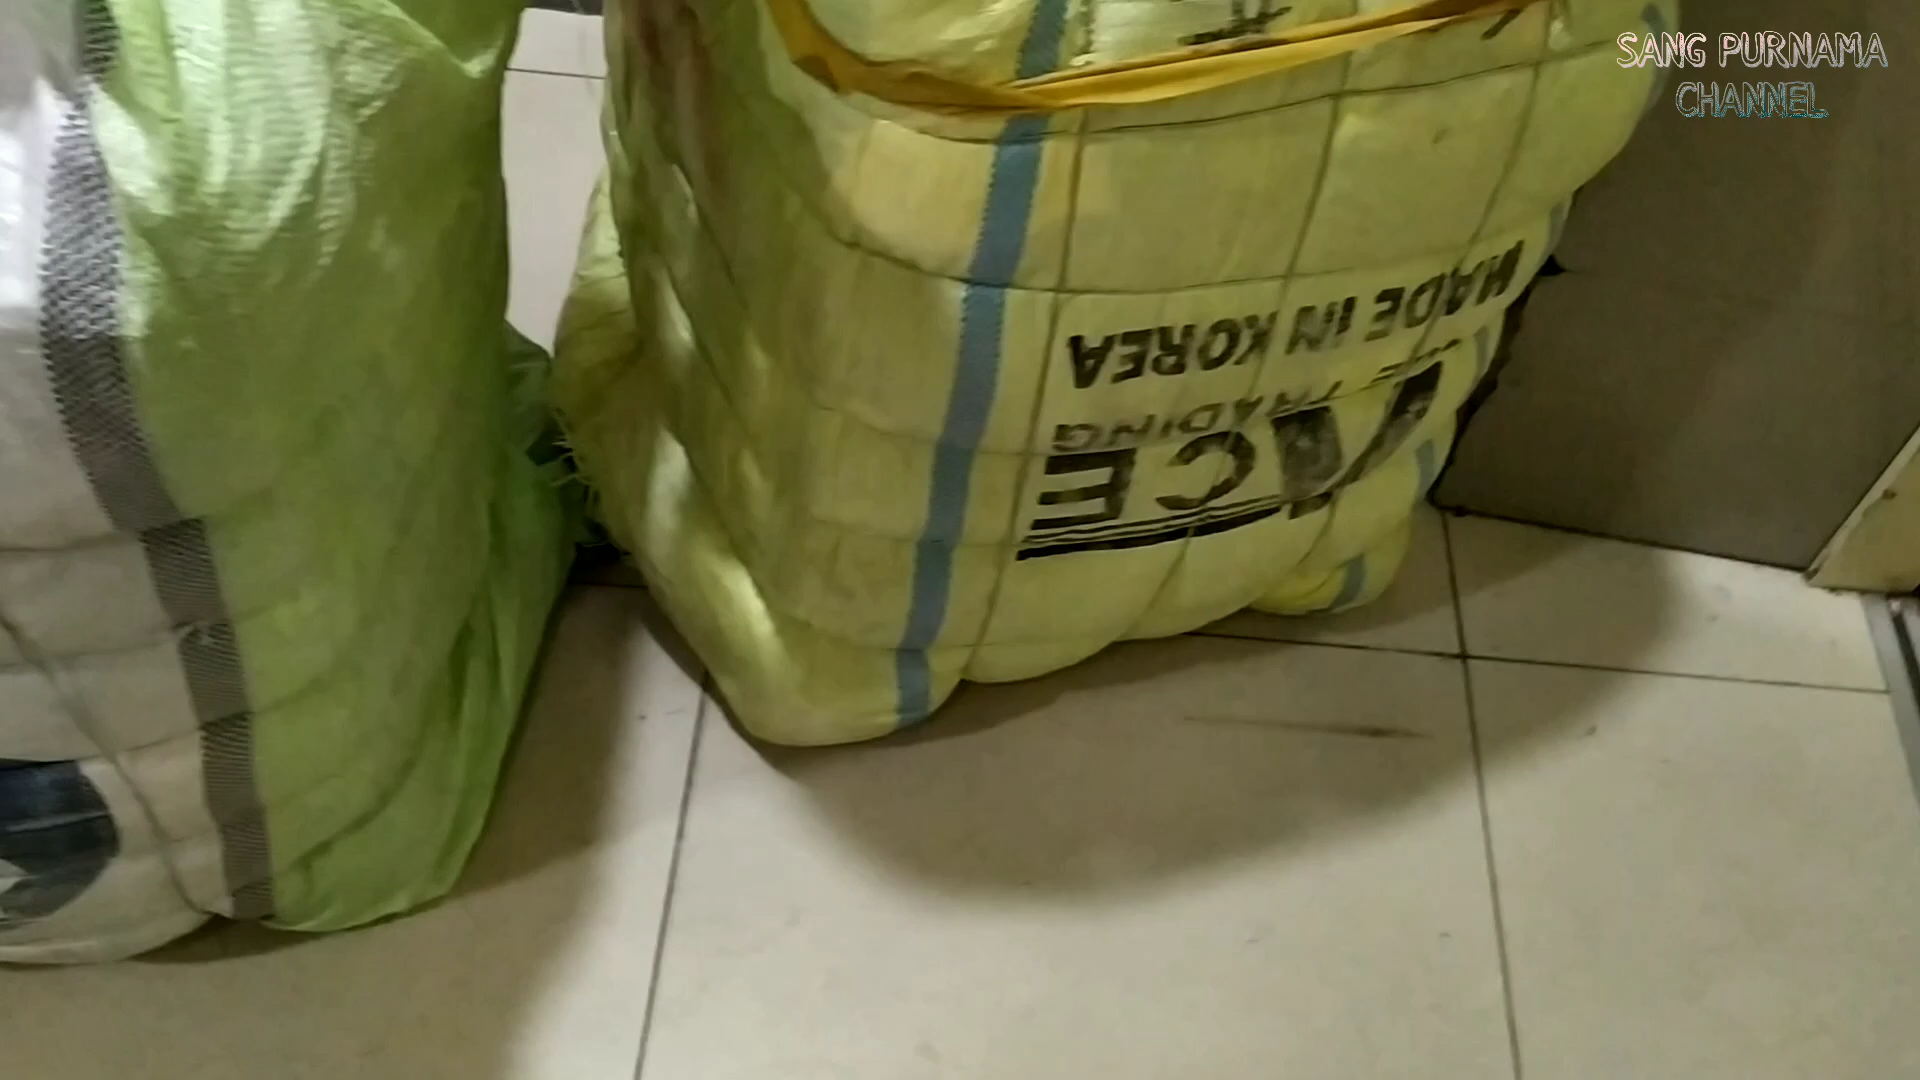 SANG PURNAMA
CHANNEL
MADE IN KOREA
TRADING
ACE